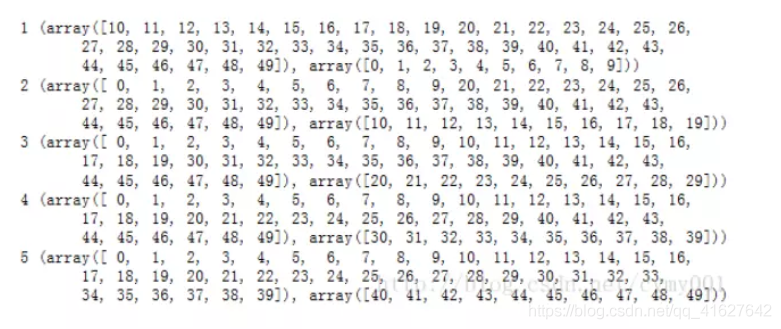 1 (array([10, 11, 12, 13, 14, 15, 16, 17, 18, 19, 20, 21, 22, 23, 24, 25, 26,
27, 28, 29, 30, 31, 32, 33, 34, 35, 36, 37, 38, 39, 40, 41, 42, 43,
44, 45, 46, 47, 48, 49]), array([0, 1, 2, 3, 4, 5, 6, 7, 8, 9]))
2 (array([ 0, 1, 2, 3, 4, 5, 6, 7, 8, 9, 20, 21, 22, 23, 24, 25, 26,
27, 28, 29, 30, 31, 32, 33, 34, 35, 36, 37, 38, 39, 40, 41, 42, 43,
44, 45, 46, 47, 48, 49]), array([10, 11, 12, 13, 14, 15, 16, 17, 18, 19]))
3 (array([ 0, 1, 2, 3, 4, 5, 6, 7, 8, 9, 10, 11, 12, 13, 14, 15, 16,
17, 18, 19, 30, 31, 32, 33, 34, 35, 36, 37, 38, 39, 40, 41, 42, 43,
44, 45, 46, 47, 48, 49]), array([20, 21, 22, 23, 24, 25, 26, 27, 28, 29]))
4 (array([ 0, 1, 2, 3, 4, 5, 6, 7, 8, 9, 10, 11, 12, 13, 14, 15, 16,
17, 18, 19, 20, 21, 22, 23, 24, 25, 26, 27, 28, 29, 40, 41, 42, 43,
44, 45, 46, 47, 48, 49]), array([30, 31, 32, 33, 34, 35, 36, 37, 38, 39]))
5 (array([ 0, 1, 2, 3, 4, 5, 6, 7, 8, 9, 10, 11, 12, 13, 14, 15, 16,
17, 18, 19, 20, 21, 22, 23, 24, 25, 26, 27, 28, 29, 30, 31, 32, 33,
34, 35, 36, 37, 38, 39]), array([40, 41, 42, 43, 44, 45, 46, 47, 48, 49]))
https://blog.csdn.net/qq_41627642